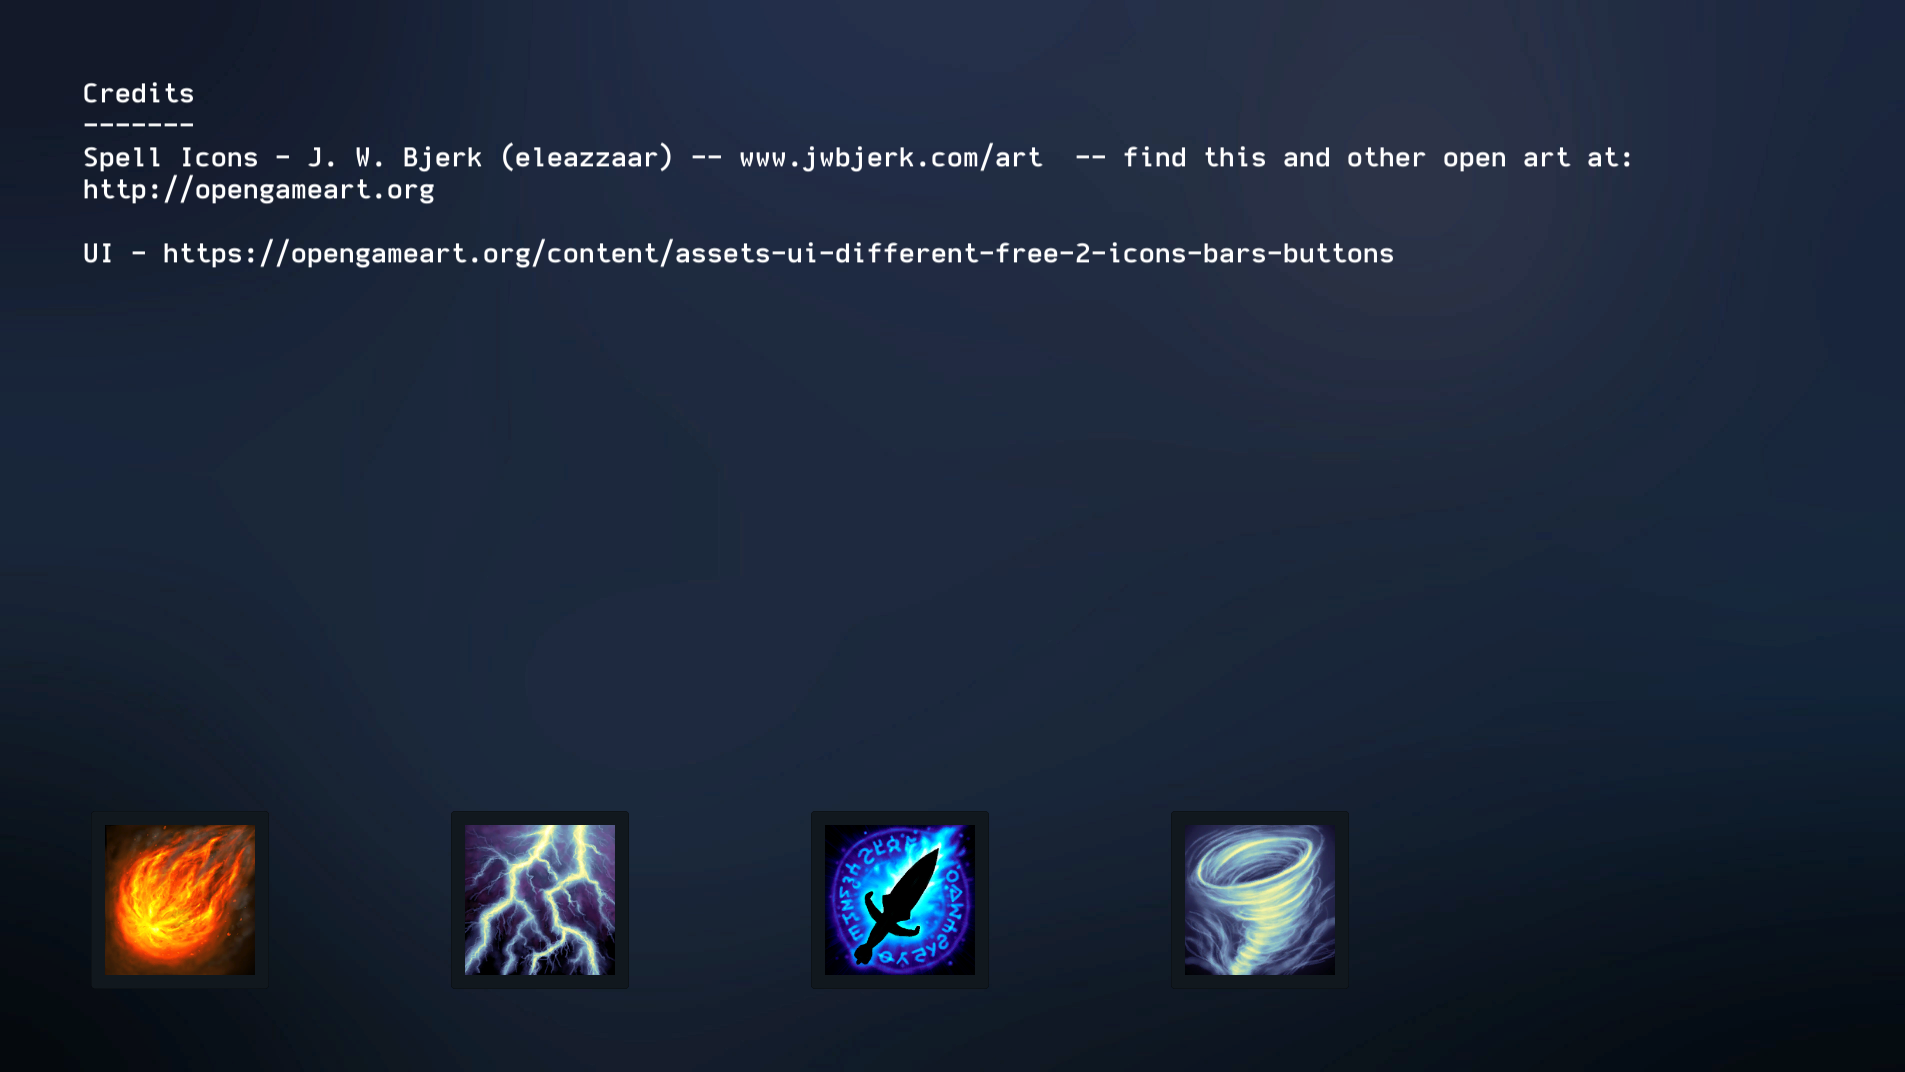 Credits
-------
Spell Icons - J. W. Bjerk (eleazzaar) -- www.jwbjerk.com/art  -- find this and other open art at:
http://opengameart.org
UI - https://opengameart.org/content/assets-ui-different-free-2-icons-bars-buttons